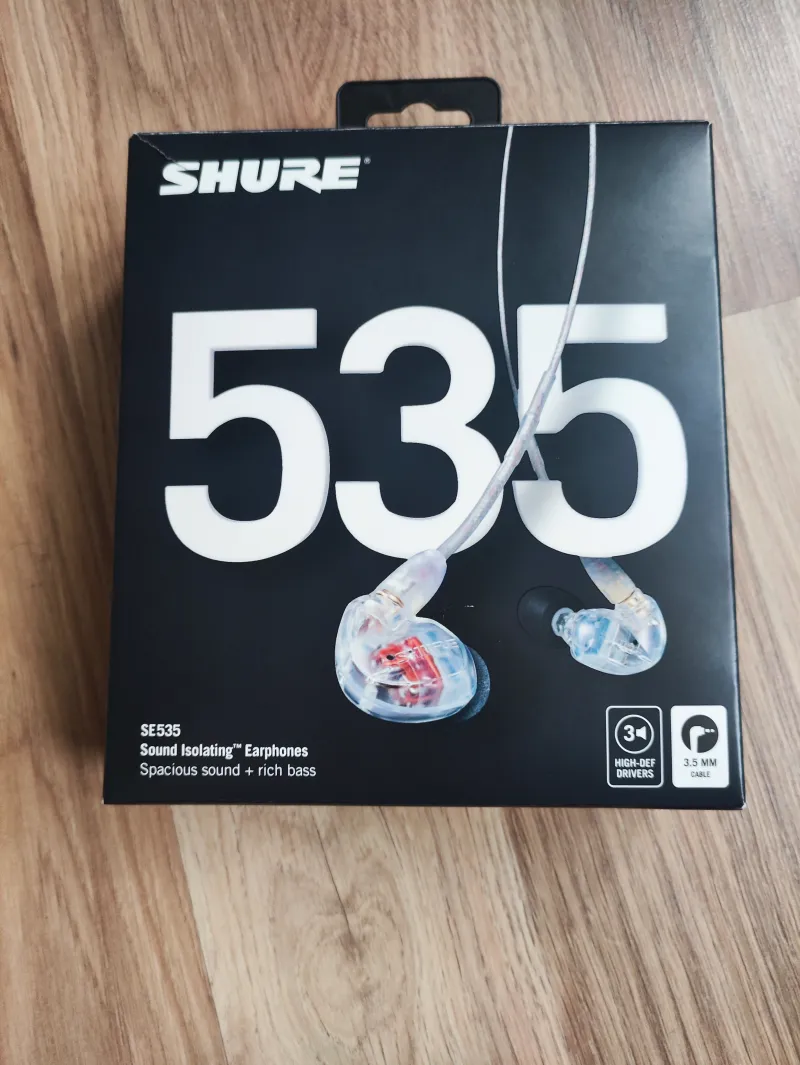 SHURE®
535
SE535
Sound Isolating™ Earphones
Spacious sound + rich bass
3
HIGH-DEF
DRIVERS
3.5 MM
CABLE